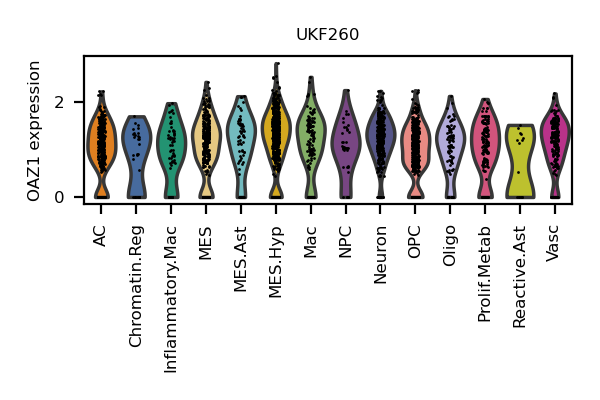 UKF260
OAZ1 expression
2
0
AC
Chromatin.Reg
Inflammatory.Mac
MES
MES.Ast
MES.Hyp
Mac
NPC
Neuron
OPC
Oligo
Prolif.Metab
Reactive.Ast
Vasc